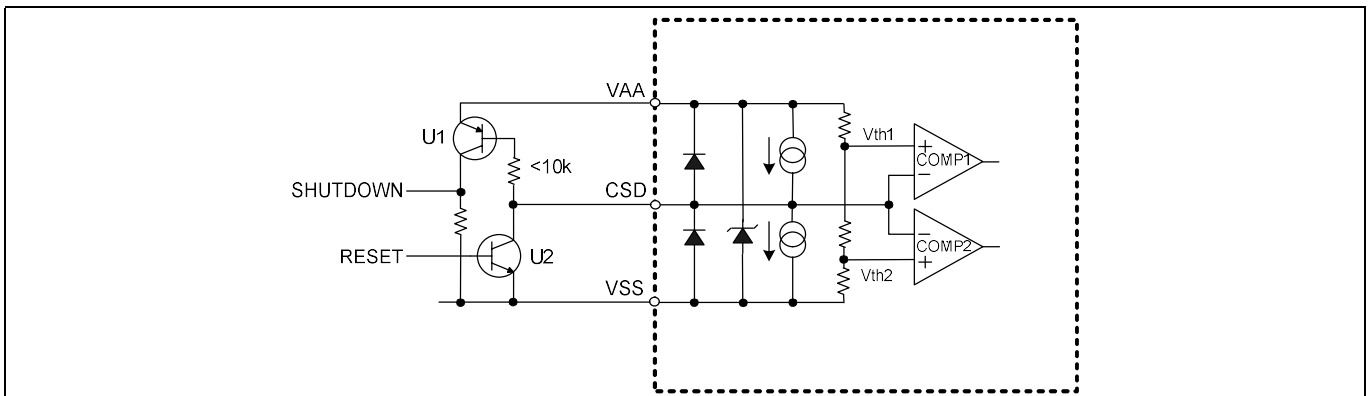 VAA
U1
Vth1
COMP1
<10k
SHUTDOWN
CSD
COMP2
RESET
U2
Vth2
VSS